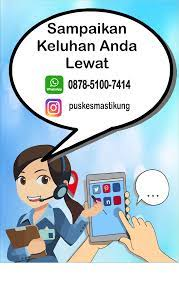 Sampaikan
Keluhan Anda
Lewat
0878-5100-7414
puskesmastikung
...